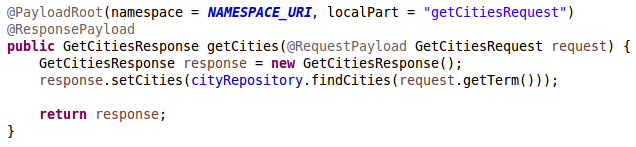 @PayloadRoot(namespace = NAMESPACE_URI, localPart = "getCitiesRequest")
@ResponsePayload
public GetCitiesResponse getCities(@RequestPayload GetCitiesRequest request) {
    GetCitiesResponse response = new GetCitiesResponse();
    response.setCities(cityRepository.findCities(request.getTerm()));

    return response;
}